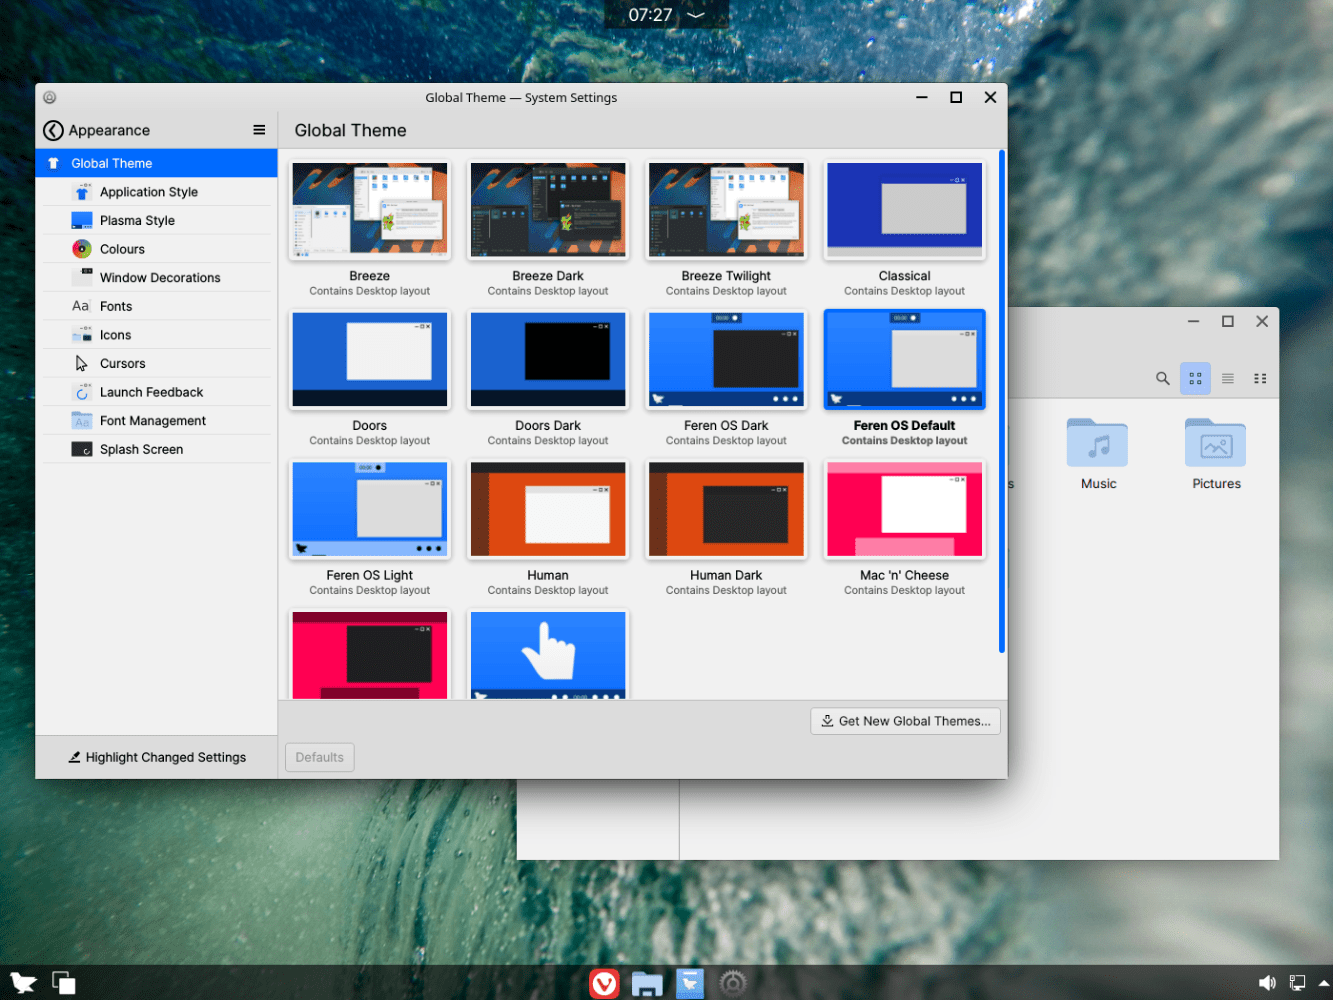 07:27
Global Theme — System Settings
Appearance
Global Theme
Global Theme
Application Style
Plasma Style
Colours
Window Decorations
Aa Fonts
Icons
Cursors
Launch Feedback
Aa Font Management
Splash Screen
Highlight Changed Settings
Breeze
Contains Desktop layout
Breeze Dark
Contains Desktop layout
Breeze Twilight
Contains Desktop layout
Classical
Contains Desktop layout
Doors
Contains Desktop layout
Doors Dark
Contains Desktop layout
Feren OS Dark
Contains Desktop layout
Feren OS Default
Contains Desktop layout
Feren OS Light
Contains Desktop layout
Human
Contains Desktop layout
Human Dark
Contains Desktop layout
Mac 'n' Cheese
Contains Desktop layout
Get New Global Themes...
Defaults
s
Music
Pictures